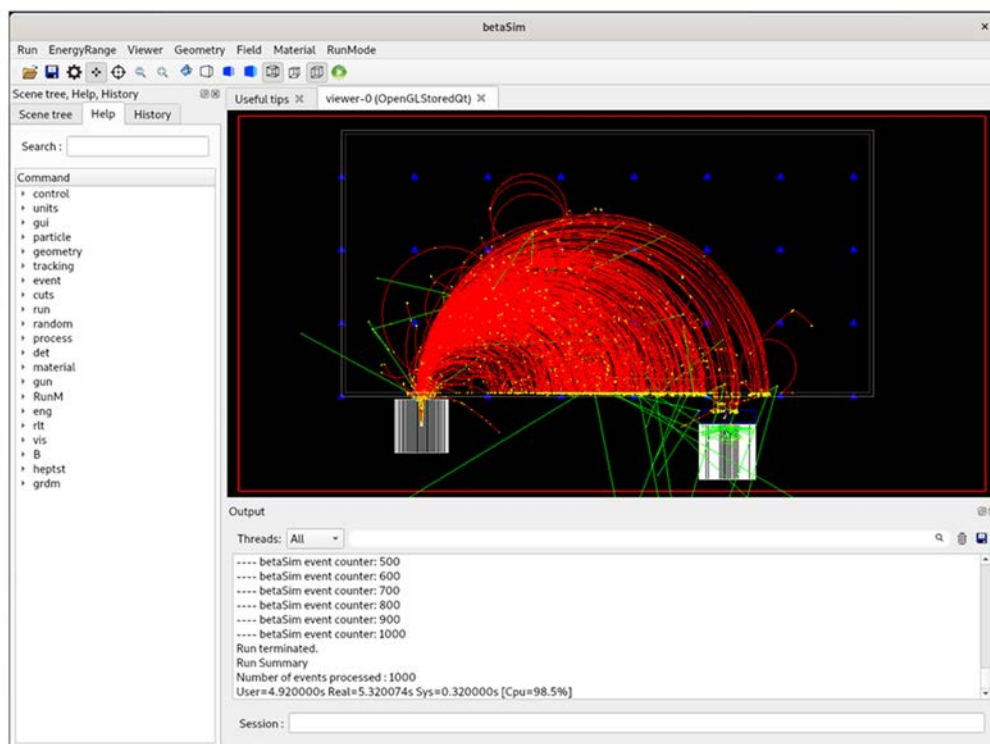 betaSim
Run EnergyRange Viewer Geometry Field Material RunMode
Scene tree, Help, History
Useful tips
viewer-0 (OpenGLStoredQt)
Scene tree Help History
Search :
Command
control
units
gui
particle
geometry
tracking
event
cuts
run
random
process
det
material
gun
RunM
eng
rlt
vis
B
heptst
grdm
Output
Threads: All
---- betaSim event counter: 500
---- betaSim event counter: 600
---- betaSim event counter: 700
---- betaSim event counter: 800
---- betaSim event counter: 900
---- betaSim event counter: 1000
Run terminated.
Run Summary
Number of events processed : 1000
User=4.920000s Real=5.320074s Sys=0.320000s [Cpu=98.5%]
Session :